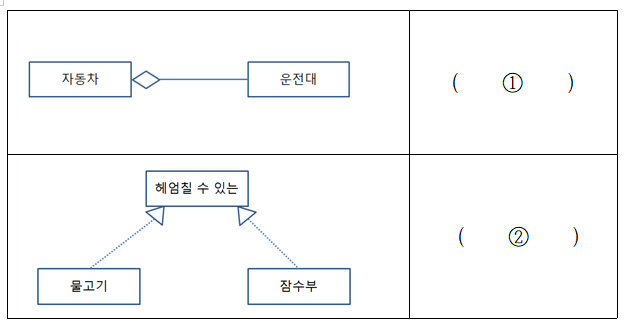 자동차 운전대 ( ① )
헤엄칠 수 있는
( ② )
물고기 잠수부